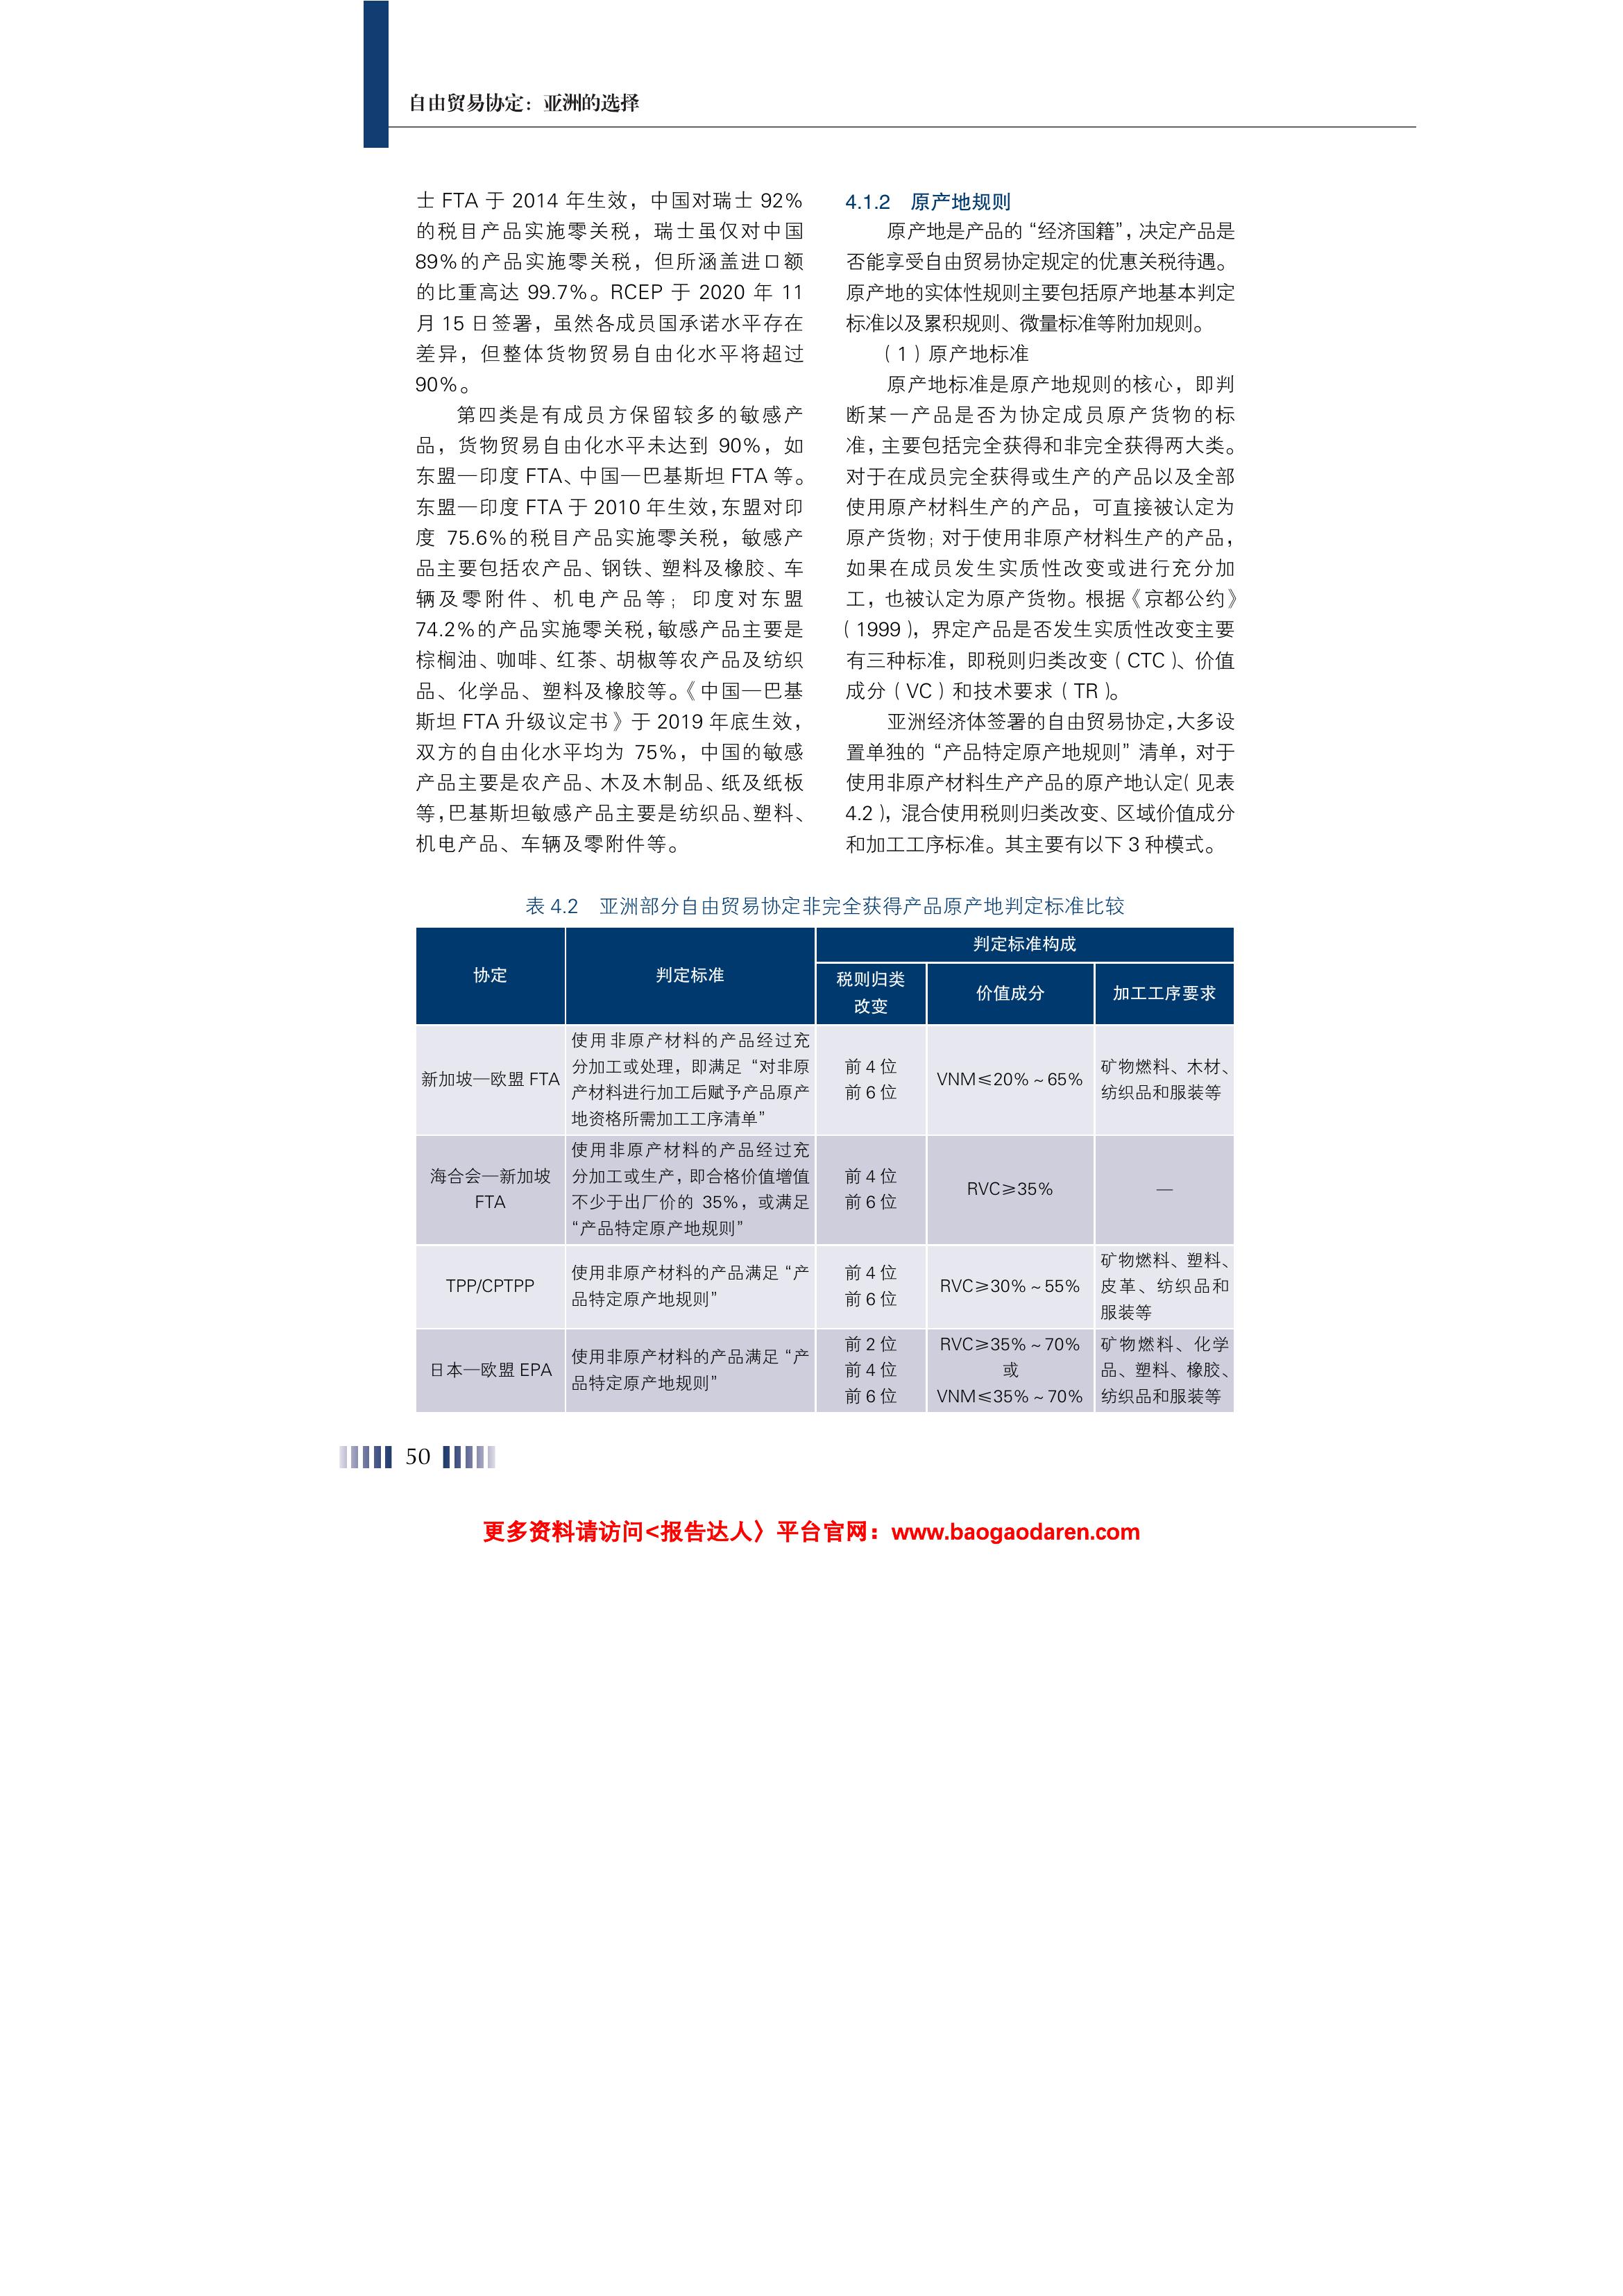 自由贸易协定：亚洲的选择
士 FTA 于 2014 年生效，中国对瑞士 92%
的税目产品实施零关税，瑞士虽仅对中国
89%的产品实施零关税，但所涵盖进口额
的比重高达 99.7%。RCEP 于 2020 年 11
月 15 日签署，虽然各成员国承诺水平存在
差异，但整体货物贸易自由化水平将超过
90%。
第四类是有成员方保留较多的敏感产
品，货物贸易自由化水平未达到 90%，如
东盟—印度 FTA、中国—巴基斯坦 FTA 等。
东盟—印度 FTA 于 2010 年生效，东盟对印
度 75.6%的税目产品实施零关税，敏感产
品主要包括农产品、钢铁、塑料及橡胶、车
辆及零附件、机电产品等；印度对东盟
74.2%的产品实施零关税，敏感产品主要是
棕榈油、咖啡、红茶、胡椒等农产品及纺织
品、化学品、塑料及橡胶等。《中国—巴基
斯坦 FTA 升级议定书》于 2019 年底生效，
双方的自由化水平均为 75%，中国的敏感
产品主要是农产品、木及木制品、纸及纸板
等，巴基斯坦敏感产品主要是纺织品、塑料、
机电产品、车辆及零附件等。
4.1.2 原产地规则
原产地是产品的“经济国籍”，决定产品是
否能享受自由贸易协定规定的优惠关税待遇。
原产地的实体性规则主要包括原产地基本判定
标准以及累积规则、微量标准等附加规则。
（1）原产地标准
原产地标准是原产地规则的核心，即判
断某一产品是否为协定成员原产货物的标
准，主要包括完全获得和非完全获得两大类。
对于在成员完全获得或生产的产品以及全部
使用原产材料生产的产品，可直接被认定为
原产货物；对于使用非原产材料生产的产品，
如果在成员发生实质性改变或进行充分加
工，也被认定为原产货物。根据《京都公约》
（1999），界定产品是否发生实质性改变主要
有三种标准，即税则归类改变（CTC）、价值
成分（VC）和技术要求（TR）。
亚洲经济体签署的自由贸易协定，大多设
置单独的“产品特定原产地规则”清单，对于
使用非原产材料生产产品的原产地认定（见表
4.2），混合使用税则归类改变、区域价值成分
和加工工序标准。其主要有以下 3 种模式。
表 4.2 亚洲部分自由贸易协定非完全获得产品原产地判定标准比较
协定
判定标准
判定标准构成
税则归类
改变
价值成分
加工工序要求
新加坡—欧盟 FTA
使用非原产材料的产品经过充
分加工或处理，即满足“对非原
产材料进行加工后赋予产品原产
地资格所需加工工序清单”
前 4 位
前 6 位
VNM≤20%～65%
矿物燃料、木材、
纺织品和服装等
海合会—新加坡
FTA
使用非原产材料的产品经过充
分加工或生产，即合格价值增值
不少于出厂价的 35%，或满足
“产品特定原产地规则”
前 4 位
前 6 位
RVC≥35%
—
TPP/CPTPP
使用非原产材料的产品满足“产
品特定原产地规则”
前 4 位
前 6 位
RVC≥30%～55%
矿物燃料、塑料、
皮革、纺织品和
服装等
日本—欧盟 EPA
使用非原产材料的产品满足“产
品特定原产地规则”
前 2 位
前 4 位
前 6 位
RVC≥35%～70%
或
VNM≤35%～70%
矿物燃料、化学
品、塑料、橡胶、
纺织品和服装等
50
更多资料请访问<报告达人〉平台官网：www.baogaodaren.com